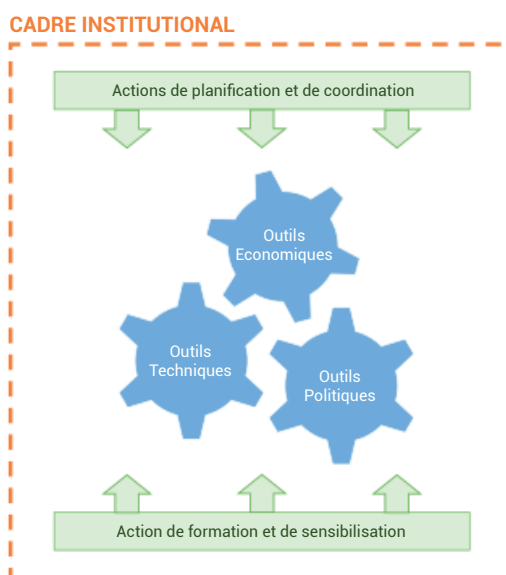 CADRE INSTITUTIONAL
Actions de planification et de coordination
Outils
Economiques
Outils
Techniques
Outils
Politiques
Action de formation et de sensibilisation